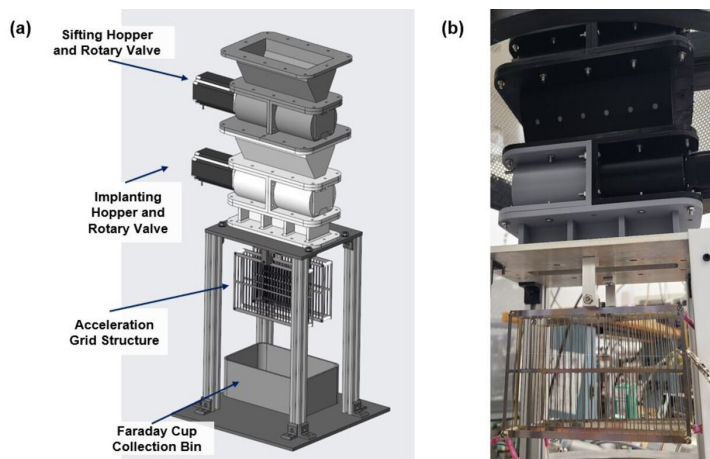 (a)
Sifting Hopper
and Rotary Valve
Implanting
Hopper and
Rotary Valve
Acceleration
Grid Structure
Faraday Cup
Collection Bin
(b)